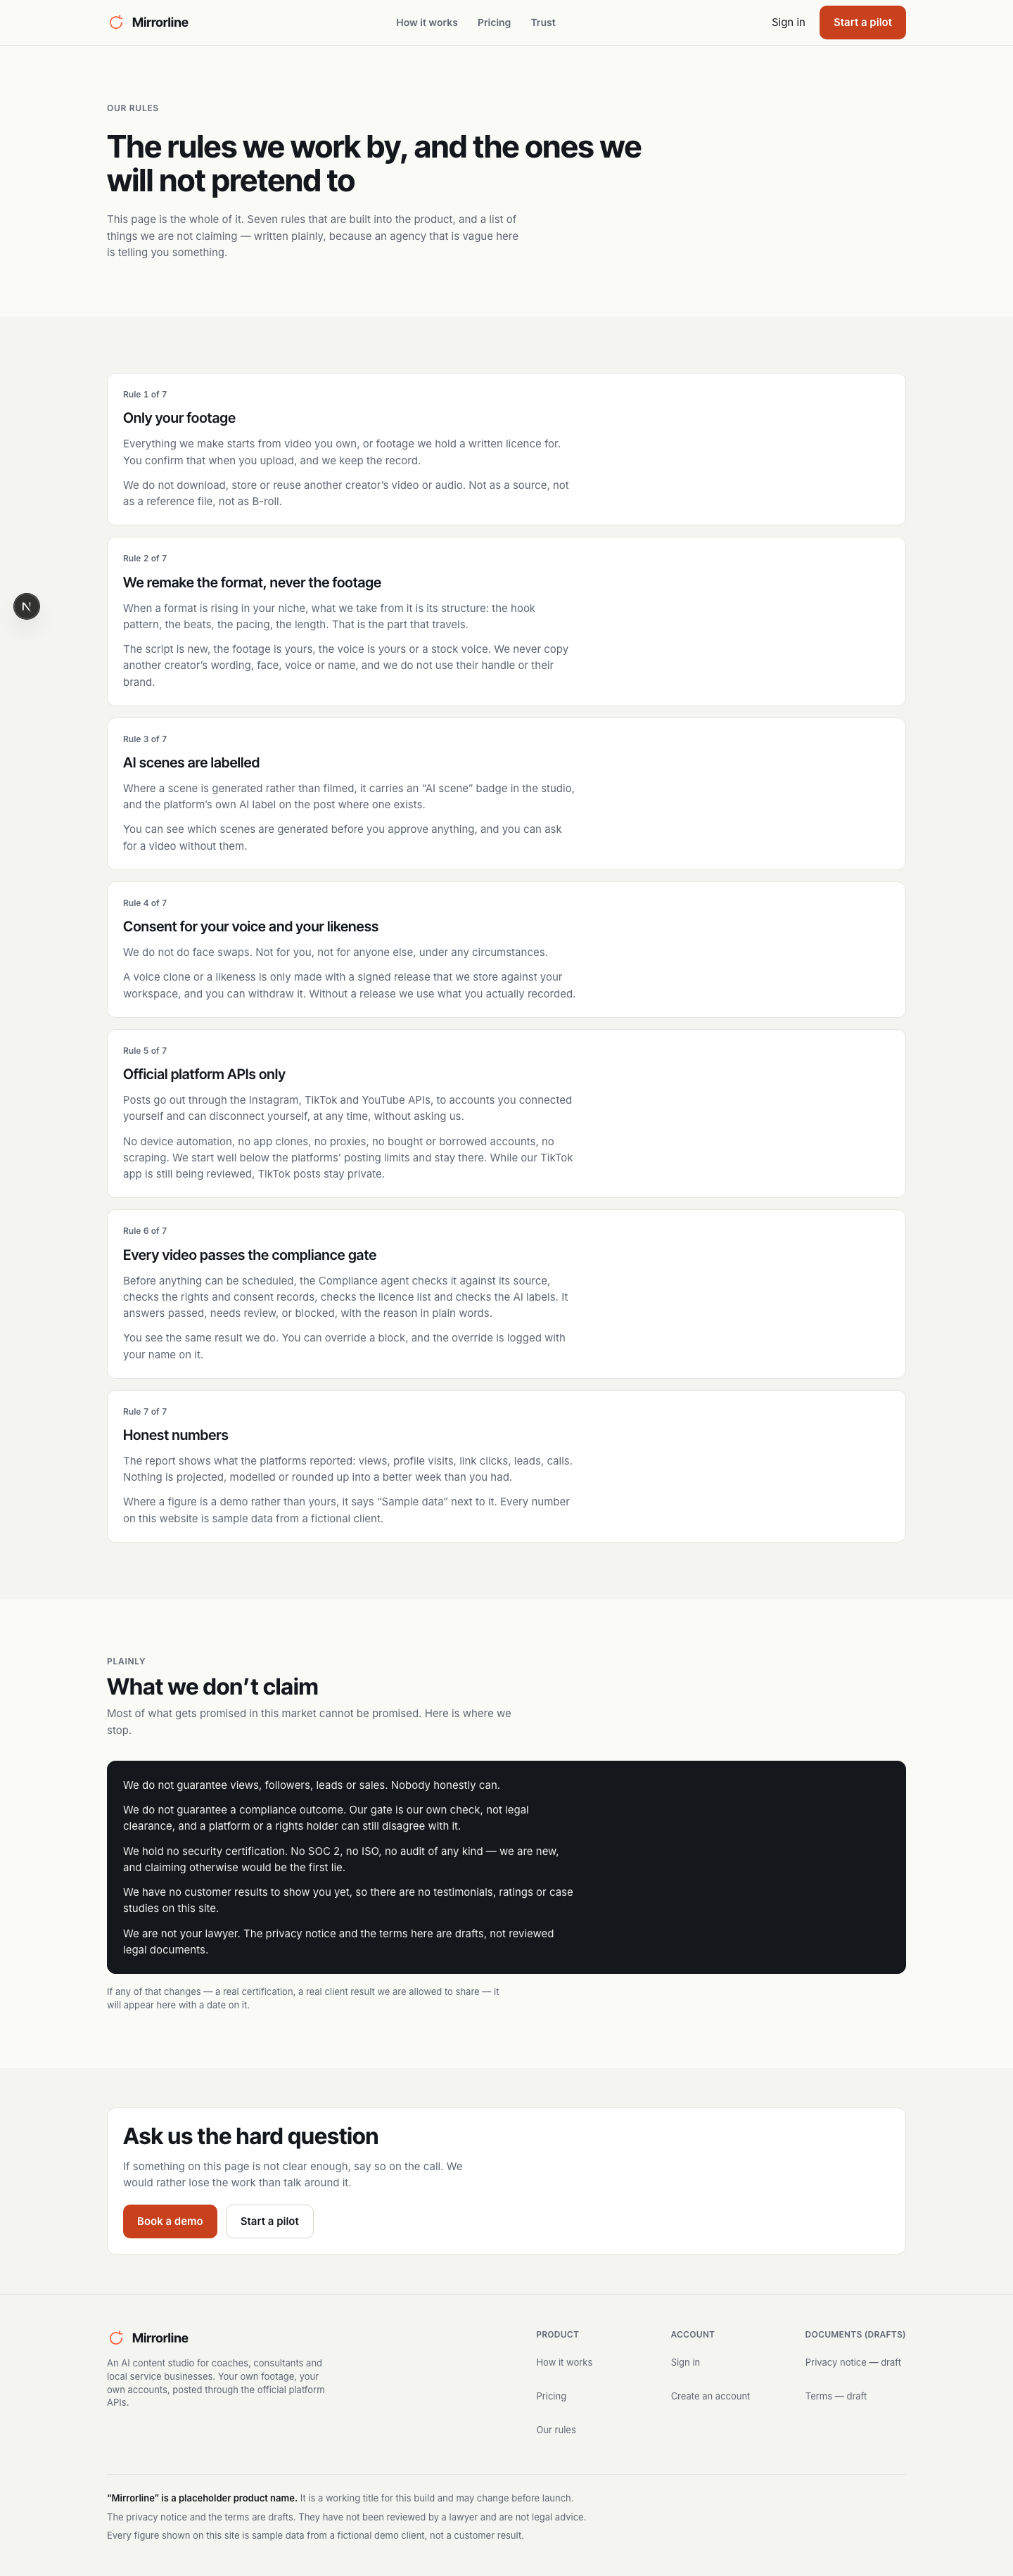 Mirrorline
How it works
Pricing
Trust
Sign in
Start a pilot
OUR RULES
The rules we work by, and the ones we
will not pretend to
This page is the whole of it. Seven rules that are built into the product, and a list of
things we are not claiming — written plainly, because an agency that is vague here
is telling you something.
Rule 1 of 7
Only your footage
Everything we make starts from video you own, or footage we hold a written licence for.
You confirm that when you upload, and we keep the record.
We do not download, store or reuse another creator’s video or audio. Not as a source, not
as a reference file, not as B-roll.
Rule 2 of 7
We remake the format, never the footage
When a format is rising in your niche, what we take from it is its structure: the hook
pattern, the beats, the pacing, the length. That is the part that travels.
The script is new, the footage is yours, the voice is yours or a stock voice. We never copy
another creator’s wording, face, voice or name, and we do not use their handle or their
brand.
N
Rule 3 of 7
AI scenes are labelled
Where a scene is generated rather than filmed, it carries an “AI scene” badge in the studio,
and the platform’s own AI label on the post where one exists.
You can see which scenes are generated before you approve anything, and you can ask
for a video without them.
Rule 4 of 7
Consent for your voice and your likeness
We do not do face swaps. Not for you, not for anyone else, under any circumstances.
A voice clone or a likeness is only made with a signed release that we store against your
workspace, and you can withdraw it. Without a release we use what you actually recorded.
Rule 5 of 7
Official platform APIs only
Posts go out through the Instagram, TikTok and YouTube APIs, to accounts you connected
yourself and can disconnect yourself, at any time, without asking us.
No device automation, no app clones, no proxies, no bought or borrowed accounts, no
scraping. We start well below the platforms’ posting limits and stay there. While our TikTok
app is still being reviewed, TikTok posts stay private.
Rule 6 of 7
Every video passes the compliance gate
Before anything can be scheduled, the Compliance agent checks it against its source,
checks the rights and consent records, checks the licence list and checks the AI labels. It
answers passed, needs review, or blocked, with the reason in plain words.
You see the same result we do. You can override a block, and the override is logged with
your name on it.
Rule 7 of 7
Honest numbers
The report shows what the platforms reported: views, profile visits, link clicks, leads, calls.
Nothing is projected, modelled or rounded up into a better week than you had.
Where a figure is a demo rather than yours, it says “Sample data” next to it. Every number
on this website is sample data from a fictional client.
PLAINLY
What we don’t claim
Most of what gets promised in this market cannot be promised. Here is where we
stop.
We do not guarantee views, followers, leads or sales. Nobody honestly can.
We do not guarantee a compliance outcome. Our gate is our own check, not legal
clearance, and a platform or a rights holder can still disagree with it.
We hold no security certification. No SOC 2, no ISO, no audit of any kind — we are new,
and claiming otherwise would be the first lie.
We have no customer results to show you yet, so there are no testimonials, ratings or case
studies on this site.
We are not your lawyer. The privacy notice and the terms here are drafts, not reviewed
legal documents.
If any of that changes — a real certification, a real client result we are allowed to share — it
will appear here with a date on it.
Ask us the hard question
If something on this page is not clear enough, say so on the call. We
would rather lose the work than talk around it.
Book a demo
Start a pilot
Mirrorline
An AI content studio for coaches, consultants and
local service businesses. Your own footage, your
own accounts, posted through the official platform
APIs.
PRODUCT
How it works
Pricing
Our rules
ACCOUNT
Sign in
Create an account
DOCUMENTS (DRAFTS)
Privacy notice — draft
Terms — draft
“Mirrorline” is a placeholder product name. It is a working title for this build and may change before launch.
The privacy notice and the terms are drafts. They have not been reviewed by a lawyer and are not legal advice.
Every figure shown on this site is sample data from a fictional demo client, not a customer result.